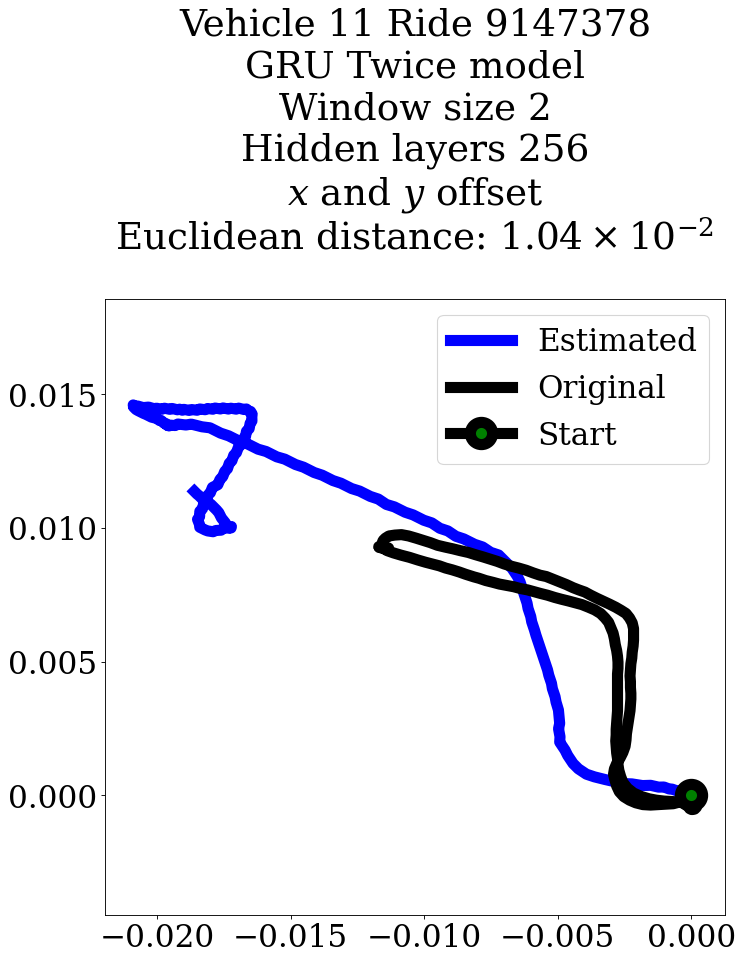 Vehicle 11 Ride 9147378
GRU Twice model
Window size 2
Hidden layers 256
x and y offset
Euclidean distance: 1.04 × 10⁻²
Estimated
Original
Start
0.015
0.010
0.005
0.000
−0.020 −0.015 −0.010 −0.005 0.000